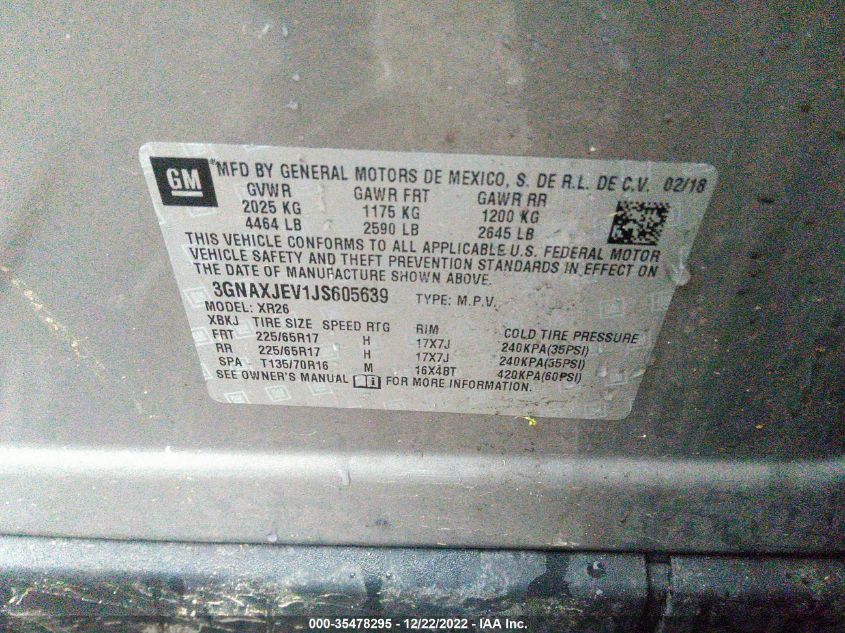 GM
®MFD BY GENERAL MOTORS DE MEXICO, S. DE R.L. DE C.V. 02/18
GVWR GAWR FRT GAWR RR
2025 KG 1175 KG 1200 KG
4464 LB 2590 LB 2645 LB
THIS VEHICLE CONFORMS TO ALL APPLICABLE U.S. FEDERAL MOTOR
VEHICLE SAFETY AND THEFT PREVENTION STANDARDS IN EFFECT ON
THE DATE OF MANUFACTURE SHOWN ABOVE.
3GNAXJEV1JS605639 TYPE: M.P.V.
MODEL: XR26
XBKJ TIRE SIZE SPEED RTG RIM COLD TIRE PRESSURE
FRT 225/65R17 H 17X7J 240KPA(35PSI)
RR 225/65R17 H 17X7J 240KPA(35PSI)
SPA T135/70R16 M 16X4BT 420KPA(60PSI)
SEE OWNER'S MANUAL FOR MORE INFORMATION.
000-35478295 - 12/22/2022 - IAA Inc.